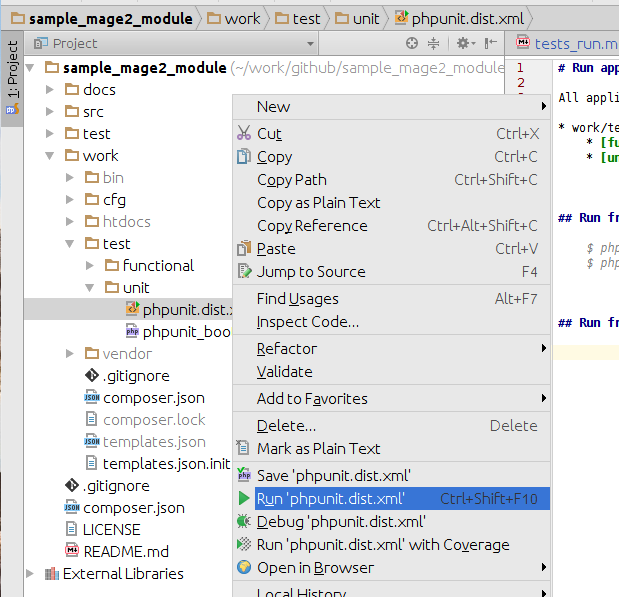 sample_mage2_module work test unit phpunit.dist.xml
1: Project
Project
tests_run.m
sample_mage2_module (~/work/github/sample_mage2_module
docs
src
test
work
bin
cfg
htdocs
test
functional
unit
phpunit.dist.
phpunit_boo
vendor
.gitignore
composer.json
composer.lock
templates.json
templates.json.init
.gitignore
composer.json
LICENSE
README.md
External Libraries
New
Cut Ctrl+X
Copy Ctrl+C
Copy Path Ctrl+Shift+C
Copy as Plain Text
Copy Reference Ctrl+Alt+Shift+C
Paste Ctrl+V
Jump to Source F4
Find Usages Alt+F7
Inspect Code...
Refactor
Validate
Add to Favorites
Delete... Delete
Mark as Plain Text
Save 'phpunit.dist.xml'
Run 'phpunit.dist.xml' Ctrl+Shift+F10
Debug 'phpunit.dist.xml'
Run 'phpunit.dist.xml' with Coverage
Open in Browser
Local History
1 # Run app
2
All appli
* work/te
* [fu
* [un
## Run fr
$ php
$ php
## Run fr